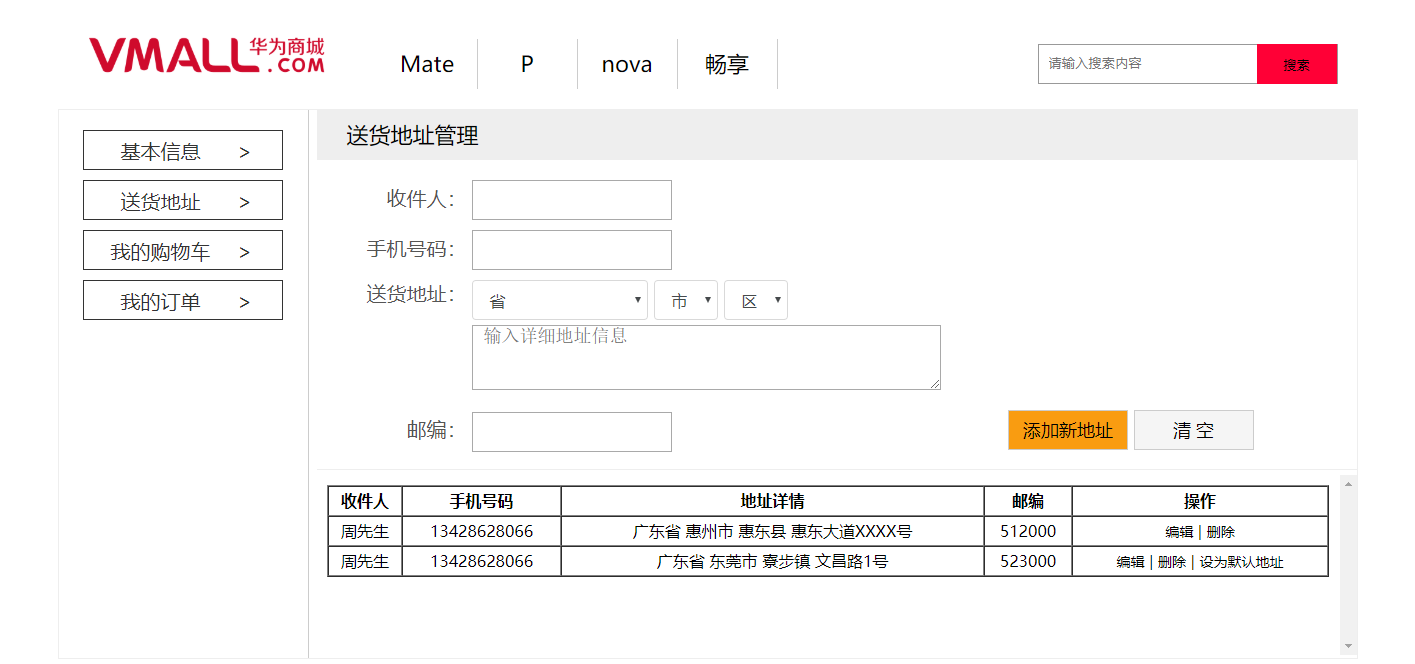 VMALL 华为商城 .COM
Mate P nova 畅享
请输入搜索内容 搜索
基本信息 >
送货地址 >
我的购物车 >
我的订单 >
送货地址管理
收件人：
手机号码：
送货地址： 省 市 区
输入详细地址信息
邮编： 添加新地址 清 空
收件人 手机号码 地址详情 邮编 操作
周先生 13428628066 广东省 惠州市 惠东县 惠东大道XXXX号 512000 编辑 | 删除
周先生 13428628066 广东省 东莞市 寮步镇 文昌路1号 523000 编辑 | 删除 | 设为默认地址